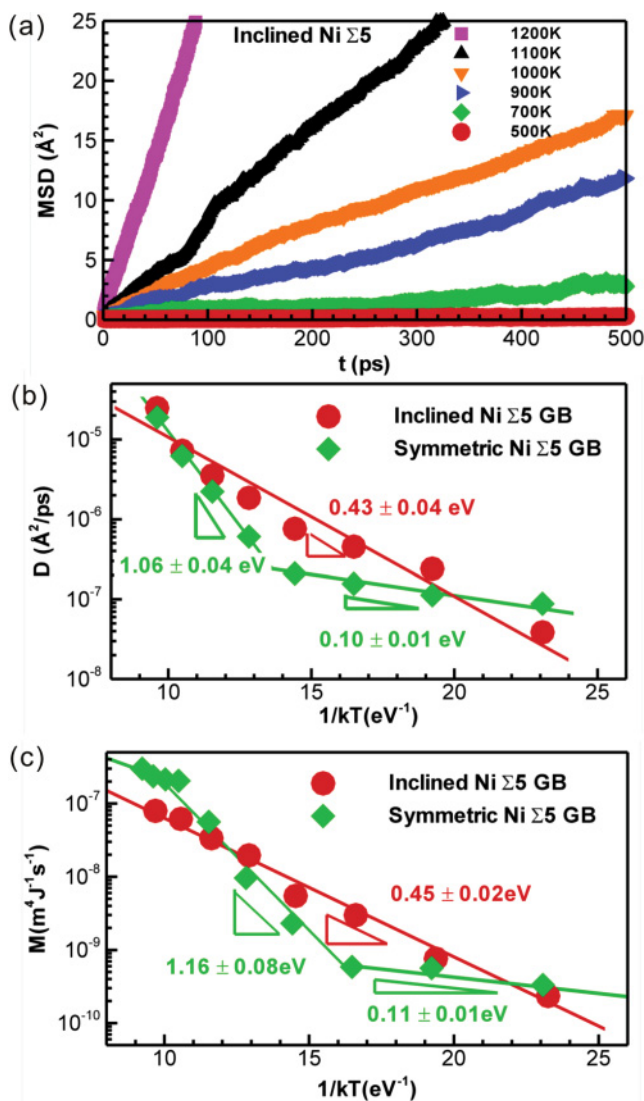 (a)
Inclined Ni Σ5
1200K
1100K
1000K
900K
700K
500K
25
20
15
10
5
0
MSD (Å²)
0 100 200 300 400 500
t (ps)
(b)
Inclined Ni Σ5 GB
Symmetric Ni Σ5 GB
10⁻⁵
10⁻⁶
10⁻⁷
10⁻⁸
D (Å²/ps)
0.43 ± 0.04 eV
1.06 ± 0.04 eV
0.10 ± 0.01 eV
10 15 20 25
1/kT(eV⁻¹)
(c)
Inclined Ni Σ5 GB
Symmetric Ni Σ5 GB
10⁻⁷
10⁻⁸
10⁻⁹
10⁻¹⁰
M(m⁴J⁻¹s⁻¹)
0.45 ± 0.02eV
1.16 ± 0.08eV
0.11 ± 0.01eV
10 15 20 25
1/kT(eV⁻¹)